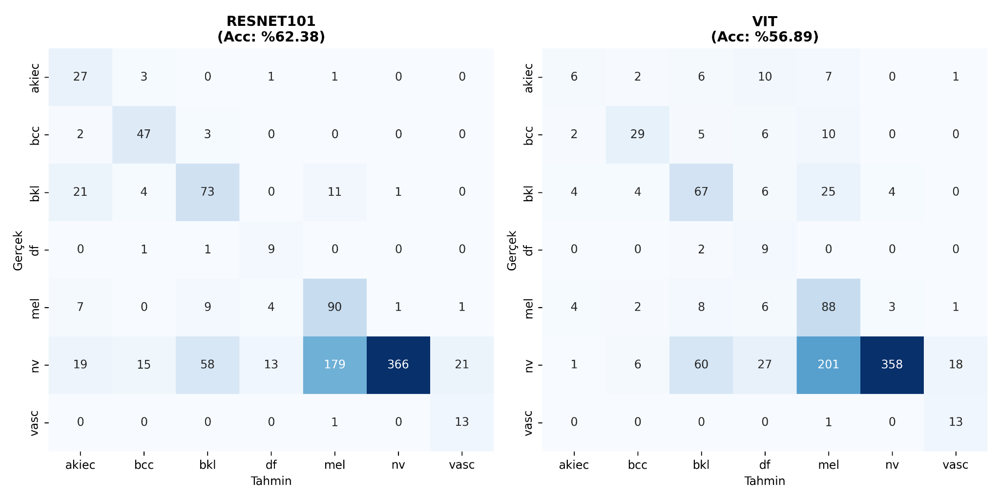 RESNET101
(Acc: %62.38)
akiec 27 3 0 1 1 0 0
bcc 2 47 3 0 0 0 0
bkl 21 4 73 0 11 1 0
df 0 1 1 9 0 0 0
mel 7 0 9 4 90 1 1
nv 19 15 58 13 179 366 21
vasc 0 0 0 0 1 0 13
Gerçek
akiec bcc bkl df mel nv vasc
Tahmin
VIT
(Acc: %56.89)
akiec 6 2 6 10 7 0 1
bcc 2 29 5 6 10 0 0
bkl 4 4 67 6 25 4 0
df 0 0 2 9 0 0 0
mel 4 2 8 6 88 3 1
nv 1 6 60 27 201 358 18
vasc 0 0 0 0 1 0 13
Gerçek
akiec bcc bkl df mel nv vasc
Tahmin